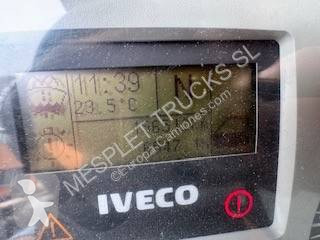 11:39 N
23.5°C
MESPLET TRUCKS SL
©Europa-Camiones.com
IVECO